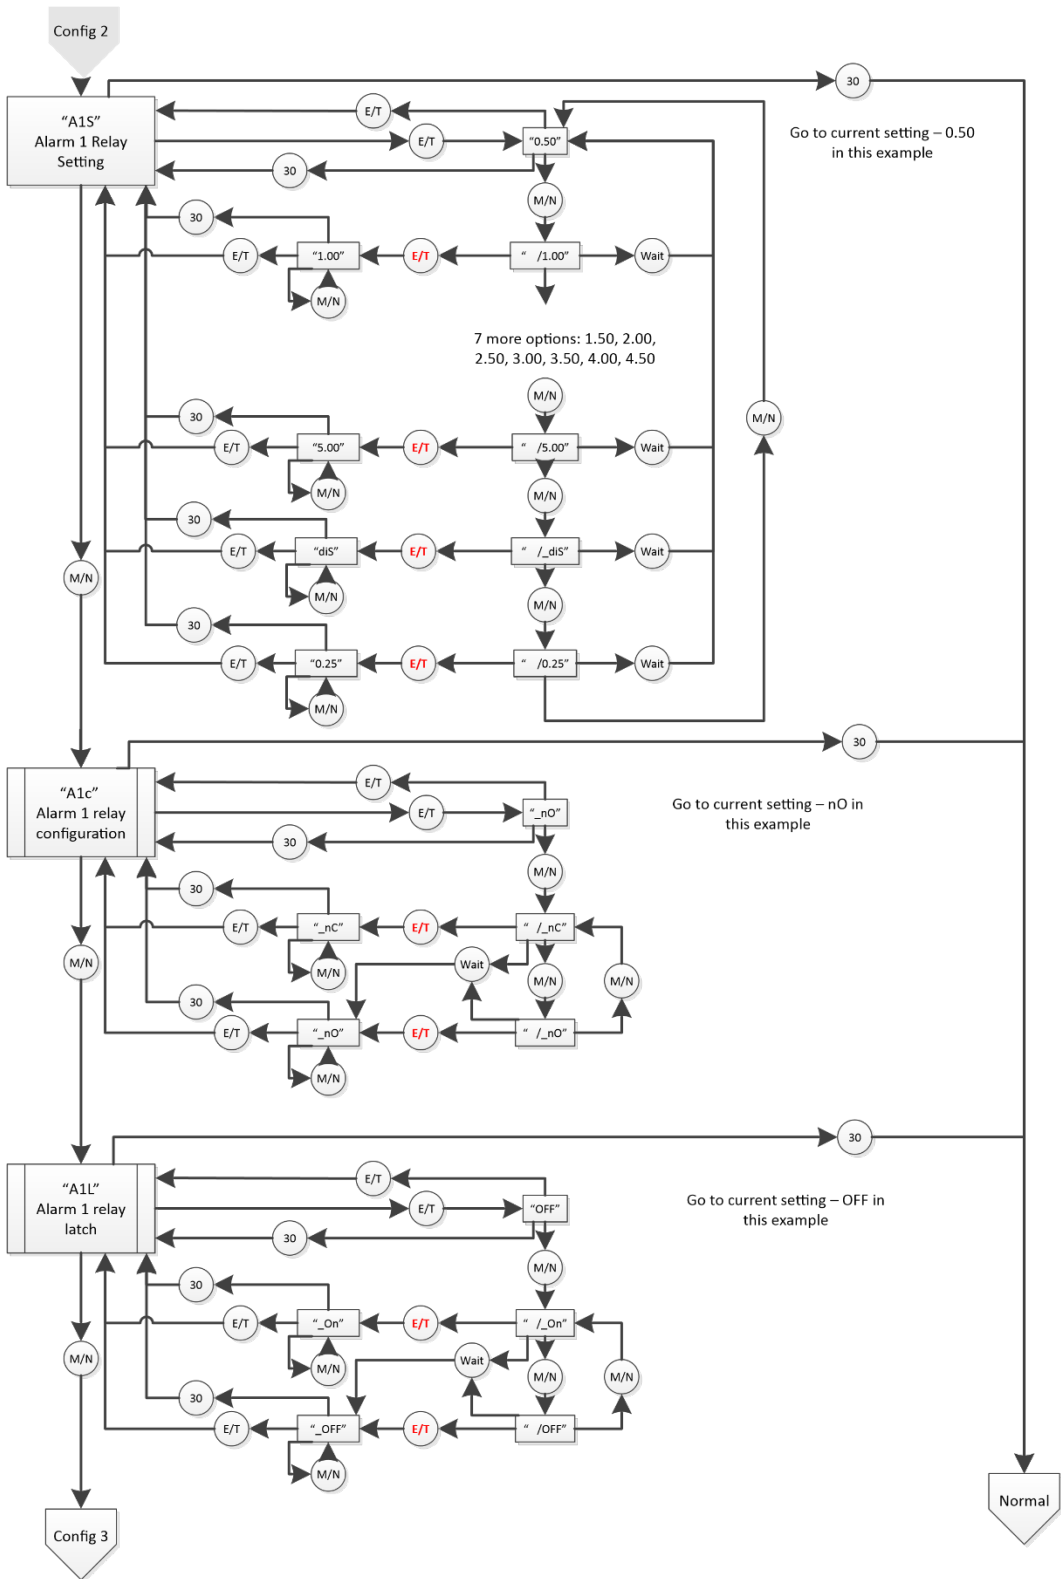 Config 2
30
"A1S"
Alarm 1 Relay
Setting
E/T
E/T
"0.50"
Go to current setting – 0.50
in this example
30
M/N
30
E/T
"1.00"
E/T
"   /1.00"
Wait
M/N
7 more options: 1.50, 2.00,
2.50, 3.00, 3.50, 4.00, 4.50
M/N
30
M/N
E/T
"5.00"
E/T
"   /5.00"
Wait
M/N
M/N
30
E/T
"diS"
E/T
"   /_diS"
Wait
M/N
M/N
M/N
30
E/T
"0.25"
E/T
"   /0.25"
Wait
M/N
30
"A1c"
Alarm 1 relay
configuration
E/T
E/T
"_nO"
Go to current setting – nO in
this example
30
M/N
30
E/T
"_nC"
E/T
"  /_nC"
M/N
Wait
M/N
M/N
M/N
30
E/T
"_nO"
E/T
"  /_nO"
M/N
30
"A1L"
Alarm 1 relay
latch
E/T
E/T
"OFF"
Go to current setting – OFF in
this example
30
M/N
30
E/T
"_On"
E/T
"  /_On"
M/N
Wait
M/N
M/N
M/N
30
E/T
"_OFF"
E/T
"  /OFF"
M/N
Config 3
Normal